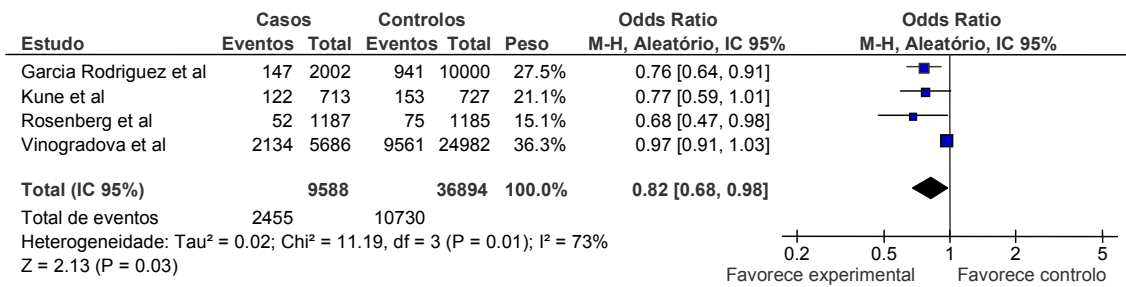 Casos Controlos Odds Ratio Odds Ratio
Estudo Eventos Total Eventos Total Peso M-H, Aleatório, IC 95% M-H, Aleatório, IC 95%
Garcia Rodriguez et al 147 2002 941 10000 27.5% 0.76 [0.64, 0.91]
Kune et al 122 713 153 727 21.1% 0.77 [0.59, 1.01]
Rosenberg et al 52 1187 75 1185 15.1% 0.68 [0.47, 0.98]
Vinogradova et al 2134 5686 9561 24982 36.3% 0.97 [0.91, 1.03]
Total (IC 95%) 9588 36894 100.0% 0.82 [0.68, 0.98]
Total de eventos 2455 10730
Heterogeneidade: Tau² = 0.02; Chi² = 11.19, df = 3 (P = 0.01); I² = 73%
Z = 2.13 (P = 0.03)
0.2 0.5 1 2 5
Favorece experimental Favorece controlo